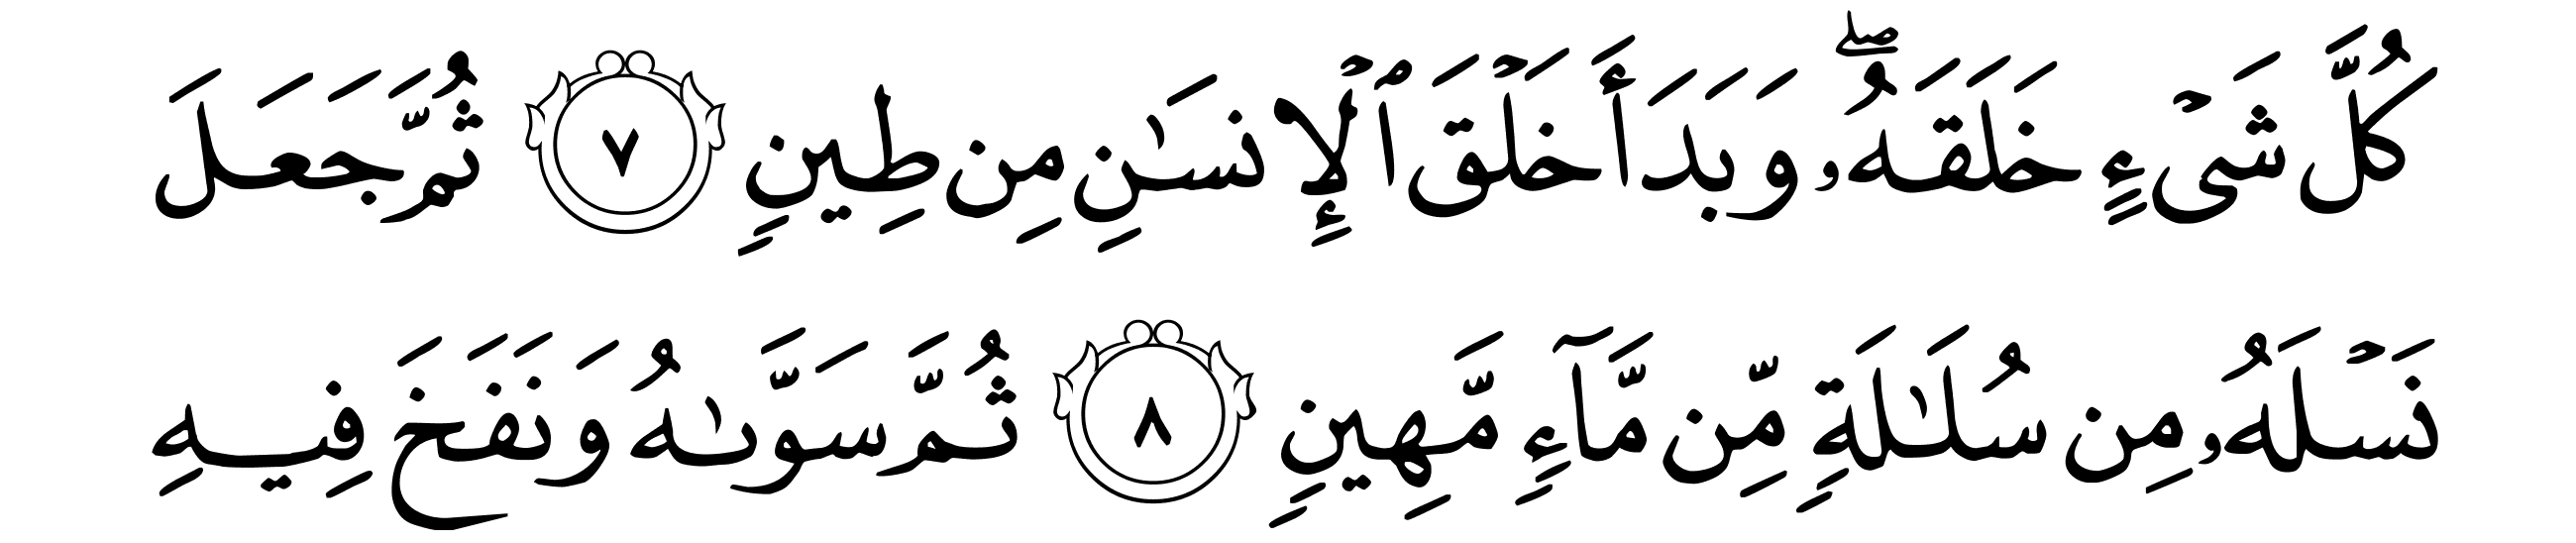 كُلَّ شَىۡءٍ خَلَقَهُۥۖ وَبَدَأَ خَلۡقَ ٱلۡإِنسَـٰنِ مِن طِينٍ ٧ ثُمَّ جَعَلَ
نَسۡلَهُۥ مِن سُلَـٰلَةٍ مِّن مَّآءٍ مَّهِينٍ ٨ ثُمَّ سَوَّىٰهُ وَنَفَخَ فِيهِ